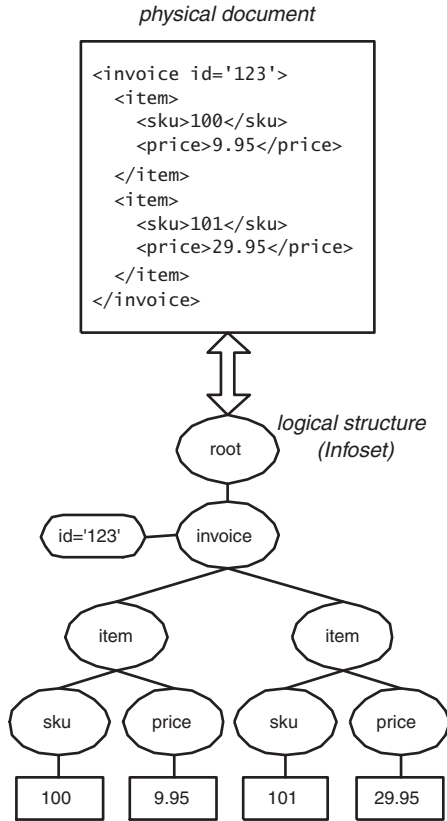 physical document
<invoice id='123'>
<item>
<sku>100</sku>
<price>9.95</price>
</item>
<item>
<sku>101</sku>
<price>29.95</price>
</item>
</invoice>
logical structure
(Infoset)
root
id='123' invoice
item item
sku price sku price
100 9.95 101 29.95